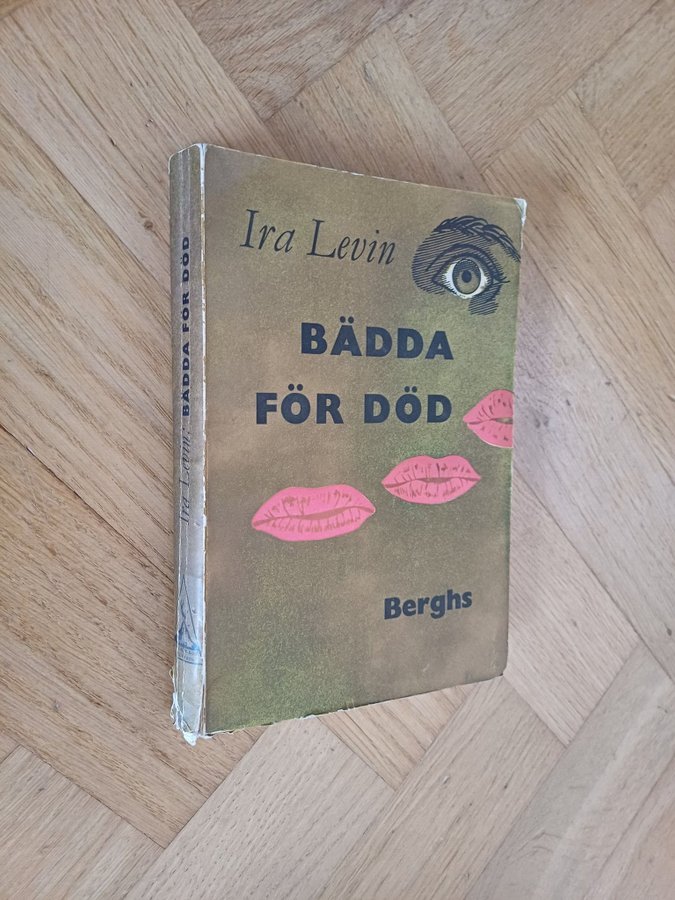 Ira Levin
BÄDDA
FÖR DÖD
Berghs
Ira Levin: BÄDDA FÖR DÖD